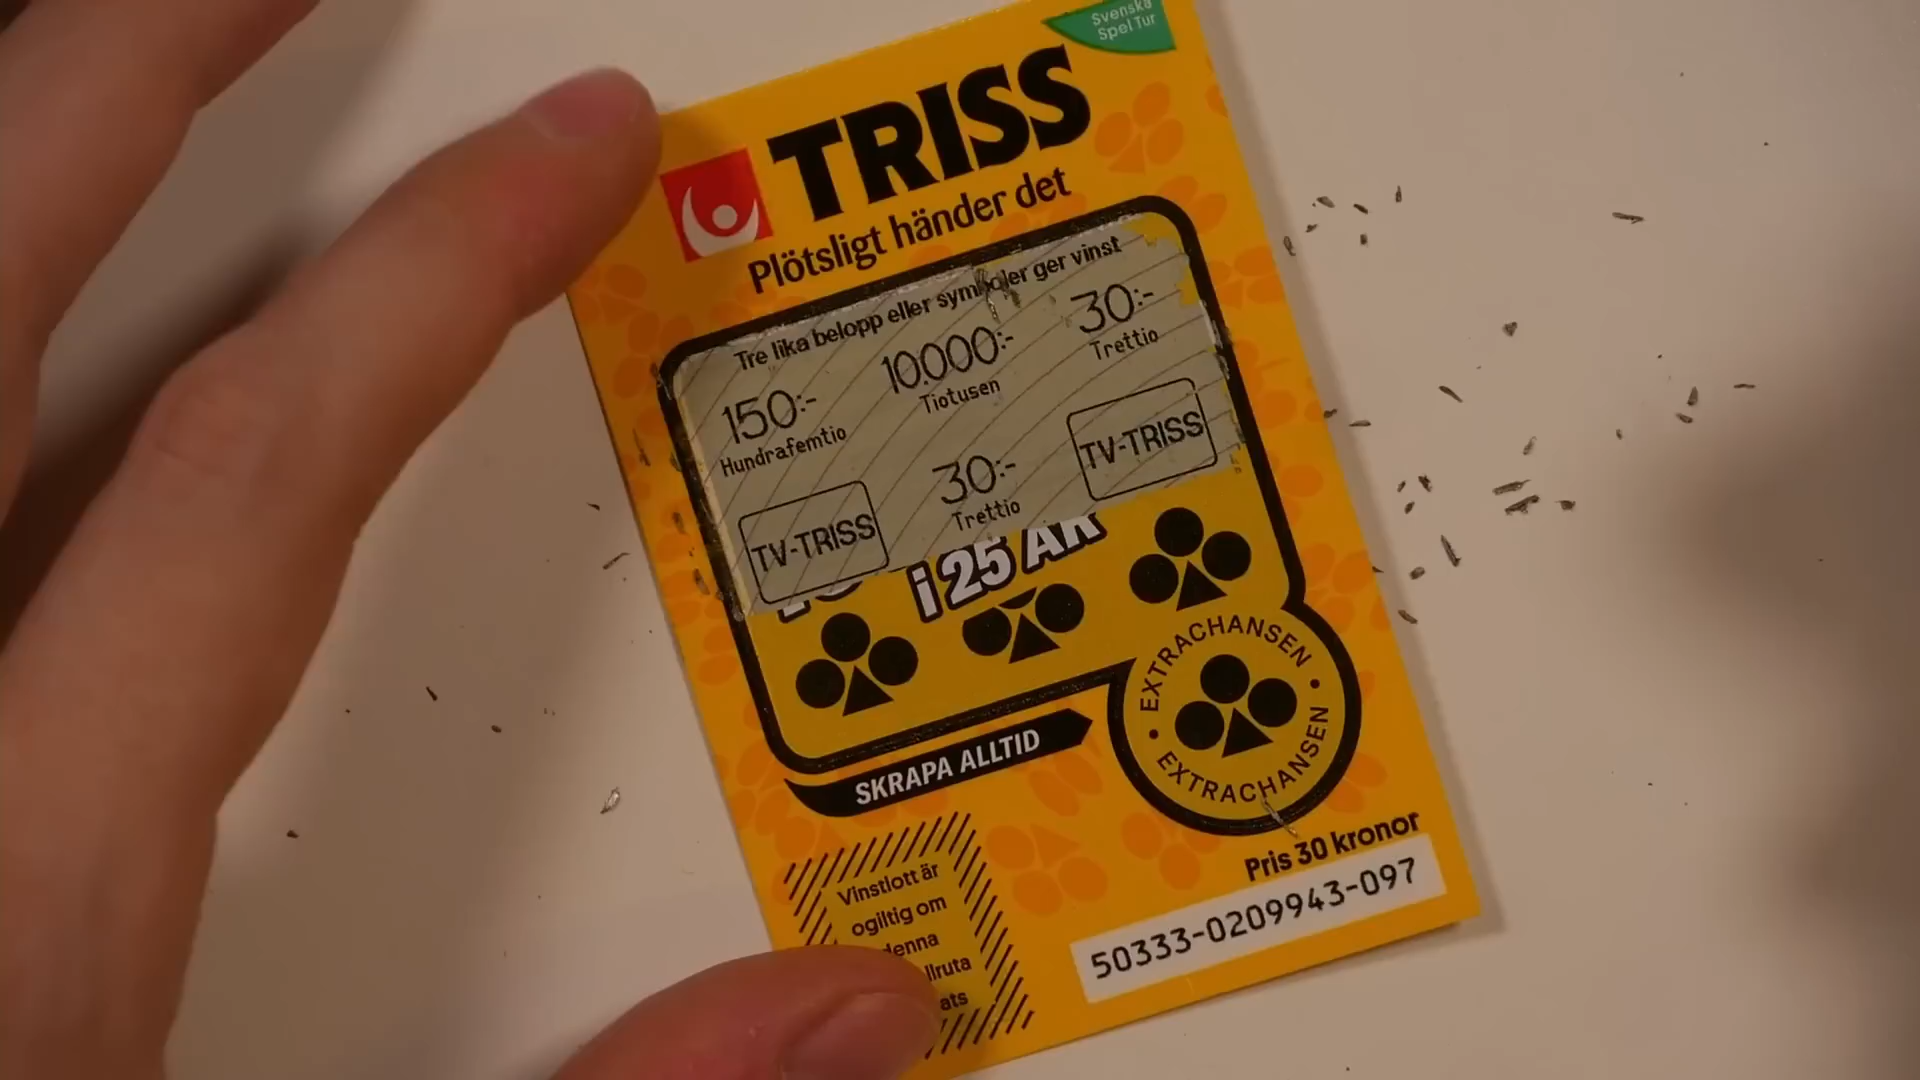 Svenska
Spel Tur
TRISS
Plötsligt händer det
Tre lika belopp eller symboler ger vinst
150:- 10.000:- 30:-
Hundrafemtio Tiotusen Trettio
TV-TRISS 30:- TV-TRISS
Trettio
i 25 ÅR
EXTRACHANSEN • EXTRACHANSEN •
SKRAPA ALLTID
Pris 30 kronor
50333-0209943-097
Vinstlott är
ogiltig om
denna
llruta
ats